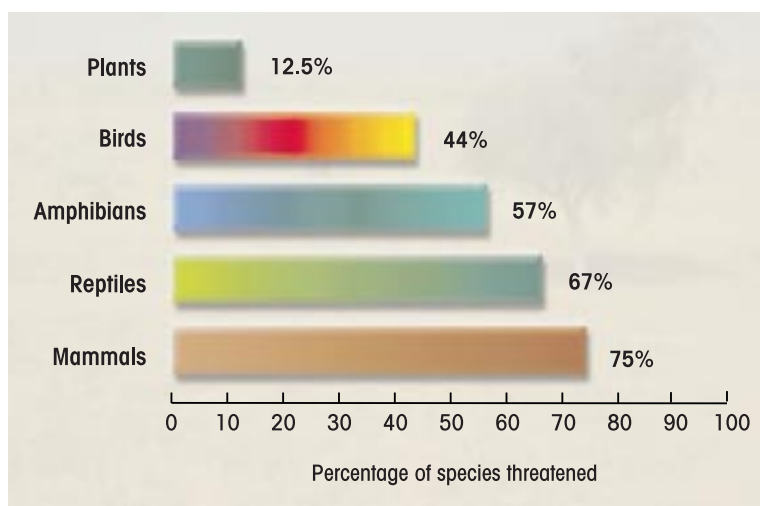 Plants 12.5%
Birds 44%
Amphibians 57%
Reptiles 67%
Mammals 75%
0 10 20 30 40 50 60 70 80 90 100
Percentage of species threatened